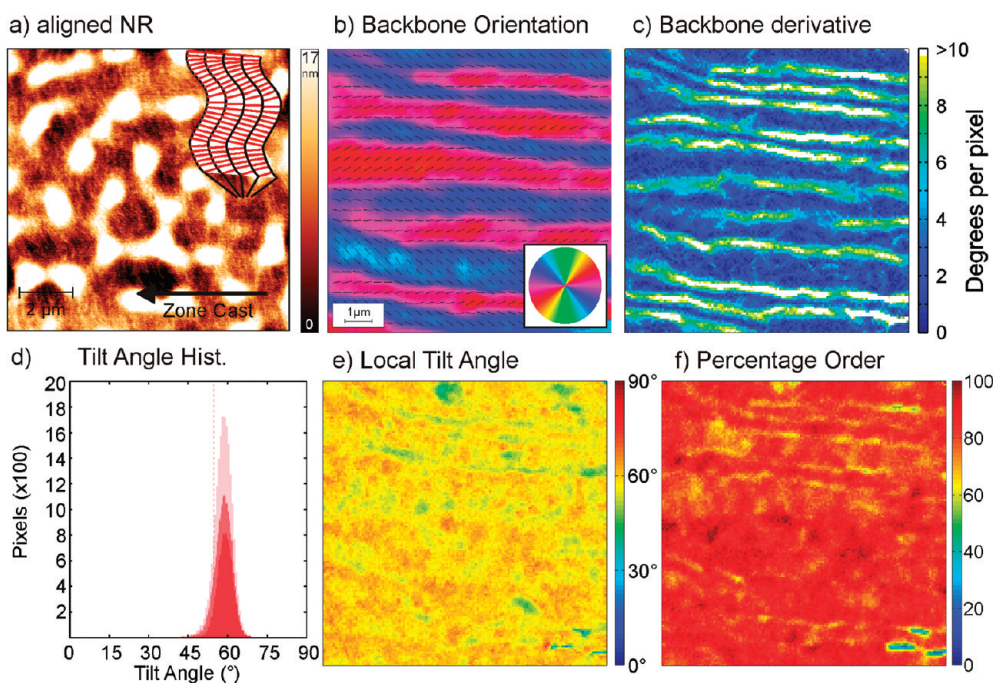 a) aligned NR
17
nm
0
2 µm
Zone Cast
b) Backbone Orientation
1µm
c) Backbone derivative
>10
8
6
4
2
0
Degrees per pixel
d) Tilt Angle Hist.
20
18
16
14
12
10
8
6
4
2
Pixels (x100)
0 15 30 45 60 75 90
Tilt Angle (°)
e) Local Tilt Angle
90°
60°
30°
0°
f) Percentage Order
100
80
60
40
20
0